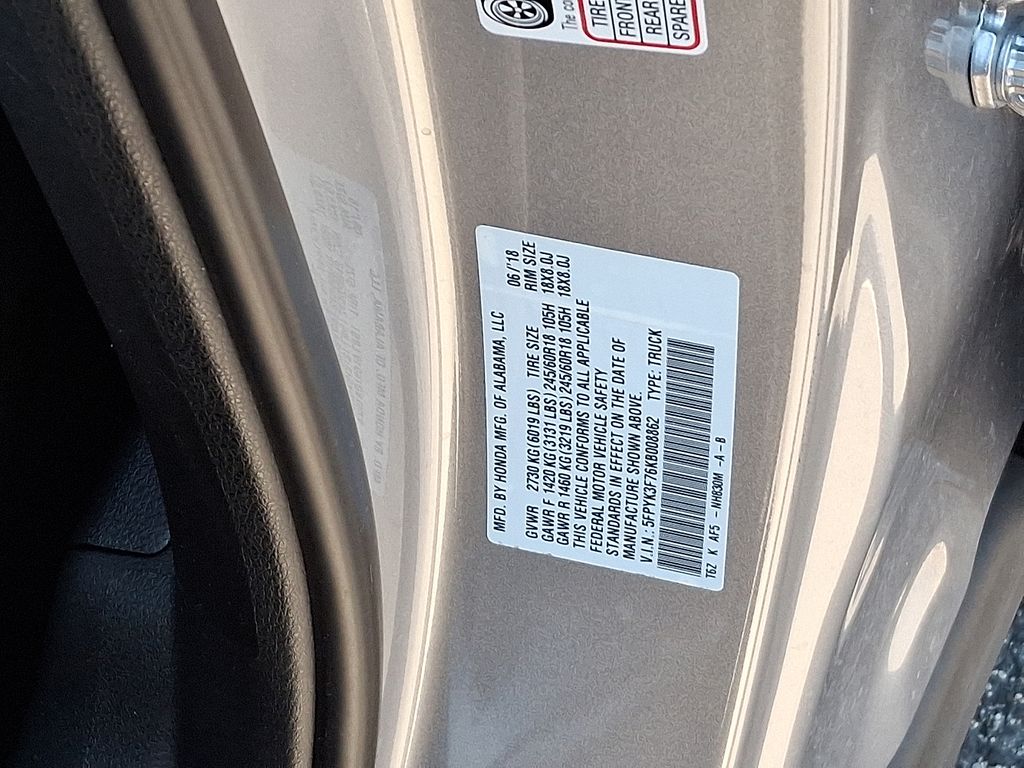 The co
TIRE
FRONT
REAR
SPARE
MFD. BY HONDA MFG. OF ALABAMA, LLC 06/'18
GVWR 2730 KG(6019 LBS) TIRE SIZE RIM SIZE
GAWR F 1420 KG(3131 LBS)245/60R18 105H 18X8.0J
GAWR R 1460 KG(3219 LBS)245/60R18 105H 18X8.0J
THIS VEHICLE CONFORMS TO ALL APPLICABLE
FEDERAL MOTOR VEHICLE SAFETY
STANDARDS IN EFFECT ON THE DATE OF
MANUFACTURE SHOWN ABOVE.
V.I.N.: 5FPYK3F76KB008862 TYPE: TRUCK
T6Z K AF5 -NH830M -A-B